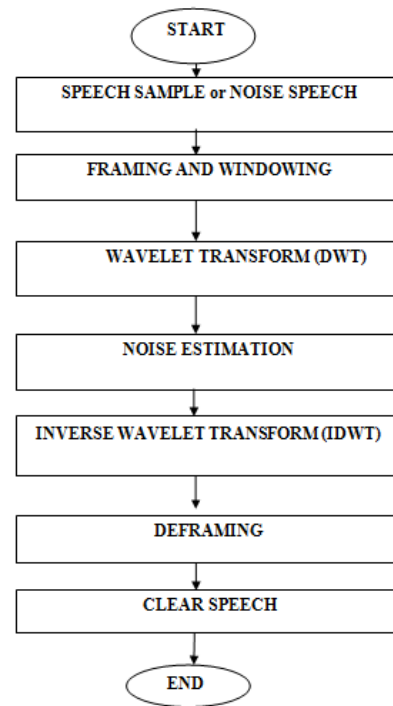 START
SPEECH SAMPLE or NOISE SPEECH
FRAMING AND WINDOWING
WAVELET TRANSFORM (DWT)
NOISE ESTIMATION
INVERSE WAVELET TRANSFORM (IDWT)
DEFRAMING
CLEAR SPEECH
END